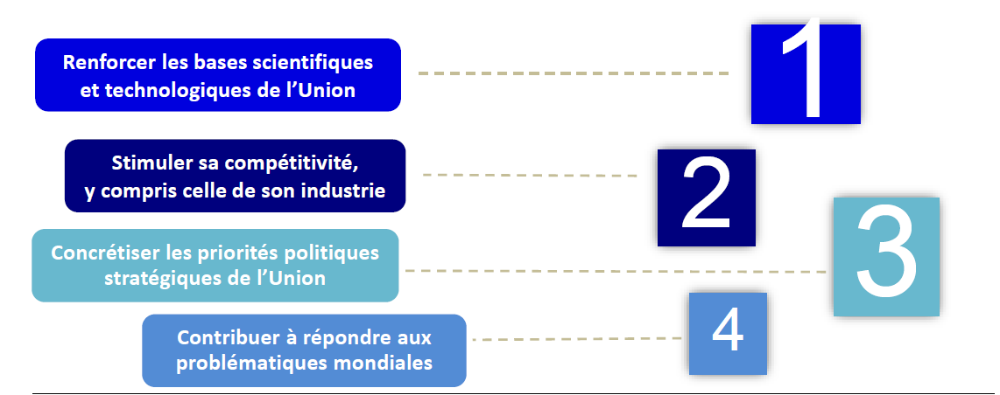 Renforcer les bases scientifiques
et technologiques de l’Union
1
Stimuler sa compétitivité,
y compris celle de son industrie
2
Concrétiser les priorités politiques
stratégiques de l’Union
3
Contribuer à répondre aux
problématiques mondiales
4